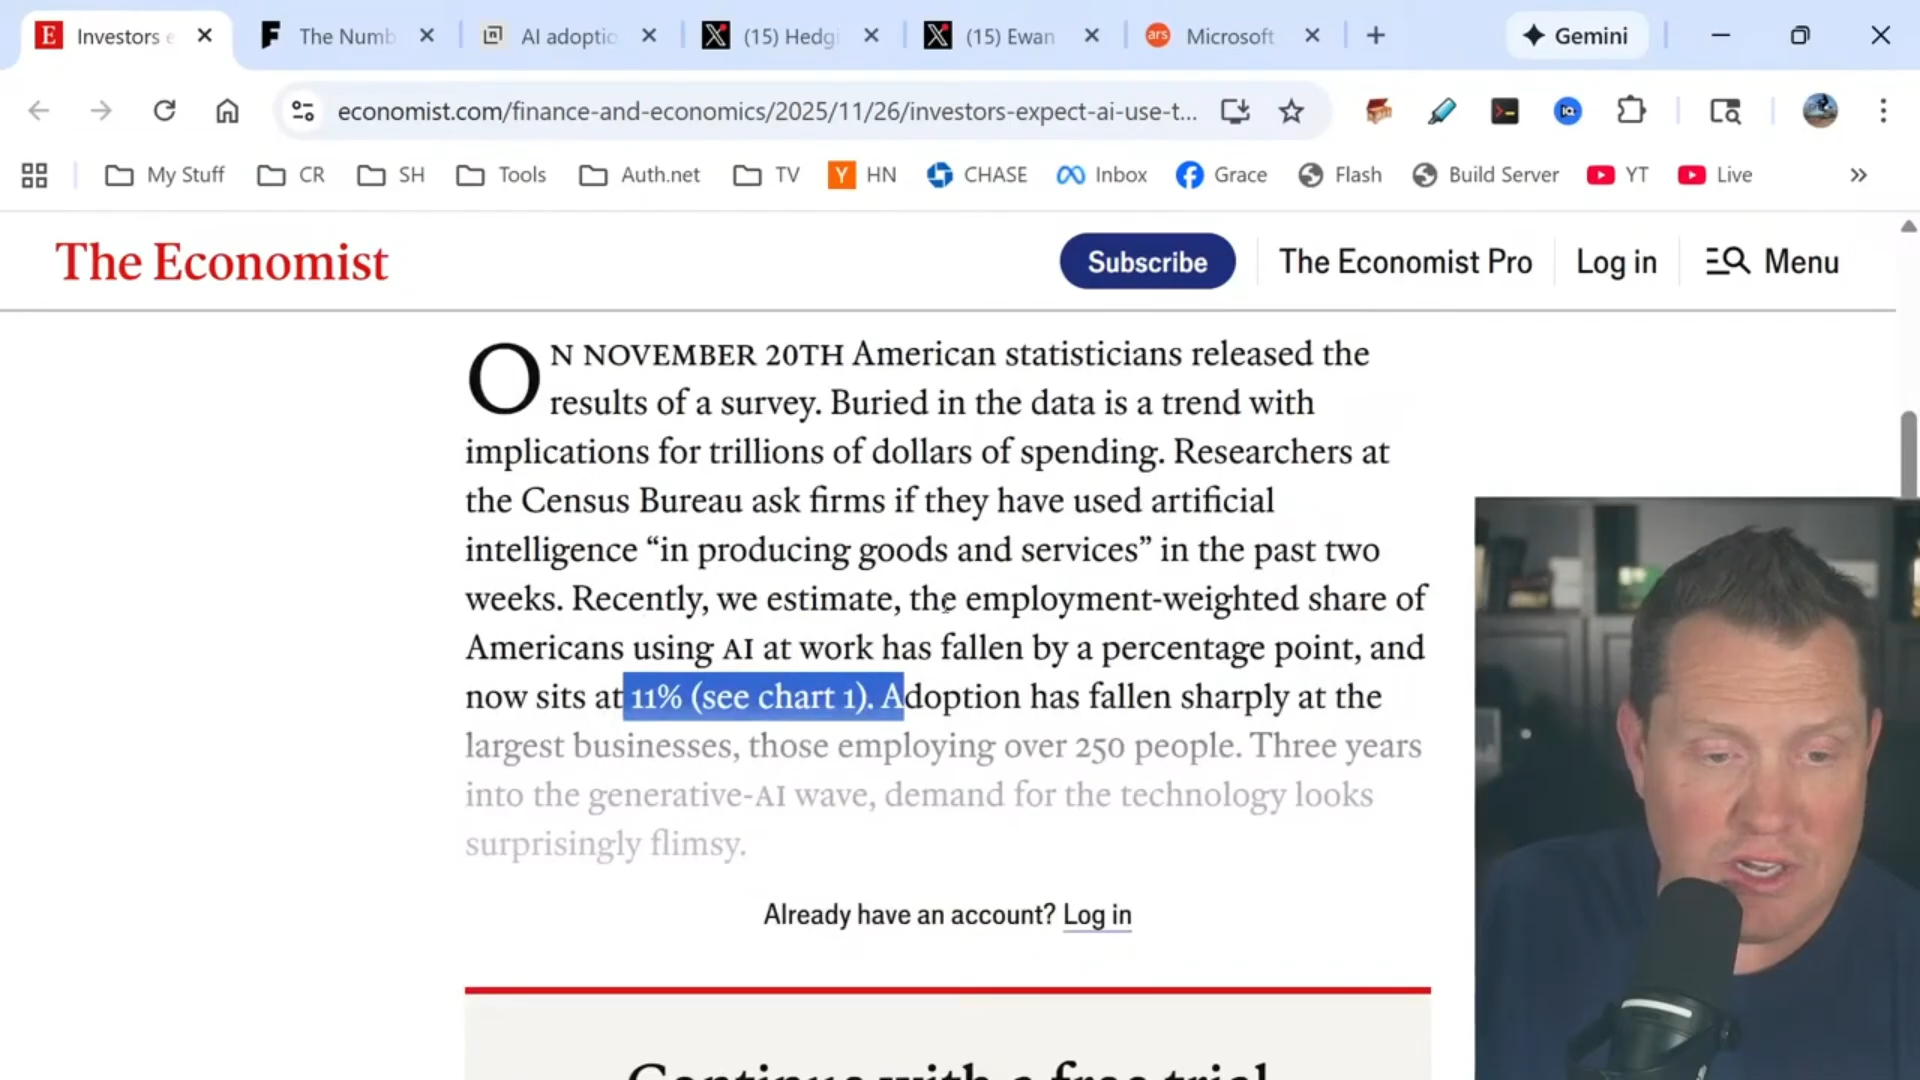 Investors e
The Numb
AI adoptio
(15) Hedgi
(15) Ewan
Microsoft
Gemini
economist.com/finance-and-economics/2025/11/26/investors-expect-ai-use-t...
My Stuff
CR
SH
Tools
Auth.net
TV
HN
CHASE
Inbox
Grace
Flash
Build Server
YT
Live
The Economist
Subscribe
The Economist Pro
Log in
Menu
ON NOVEMBER 20TH American statisticians released the
results of a survey. Buried in the data is a trend with
implications for trillions of dollars of spending. Researchers at
the Census Bureau ask firms if they have used artificial
intelligence “in producing goods and services” in the past two
weeks. Recently, we estimate, the employment-weighted share of
Americans using AI at work has fallen by a percentage point, and
now sits at 11% (see chart 1). Adoption has fallen sharply at the
largest businesses, those employing over 250 people. Three years
into the generative-AI wave, demand for the technology looks
surprisingly flimsy.
Already have an account? Log in
Continue with a free trial